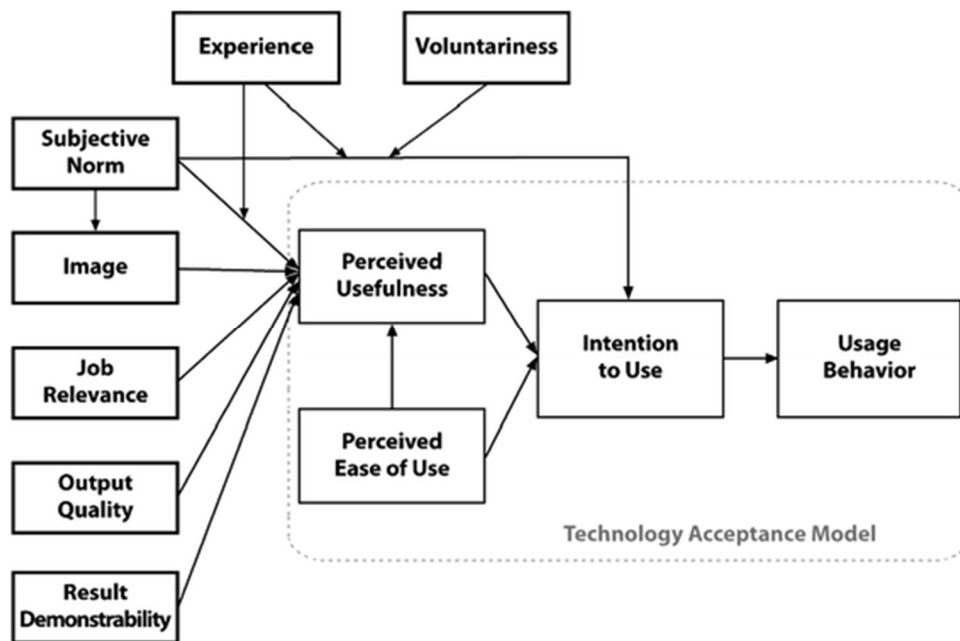 Experience
Voluntariness
Subjective
Norm
Image
Perceived
Usefulness
Job
Relevance
Intention
to Use
Usage
Behavior
Perceived
Ease of Use
Output
Quality
Technology Acceptance Model
Result
Demonstrability